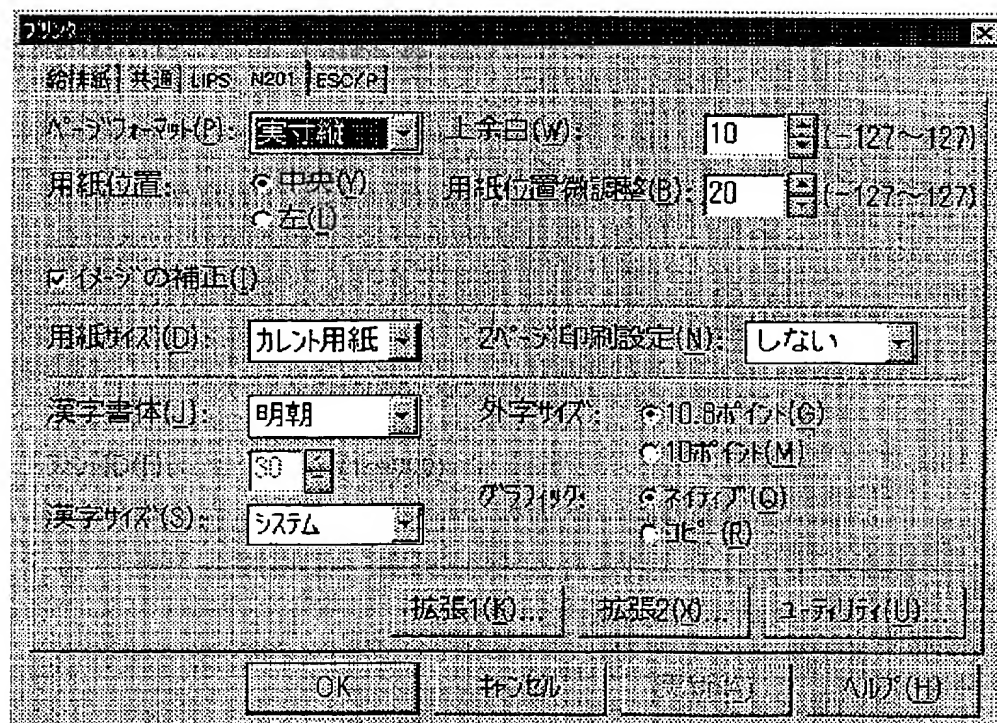 プリンタ
給排紙 共通 LIPS N201 ESC/P
ページフォーマット(P): 実寸縦 上余白(W): 10 (-127～127)
用紙位置: 中央(Y) 用紙位置微調整(B): 20 (-127～127)
左(L)
イメージの補正(I)
用紙サイズ(D): カレント用紙 2ページ印刷設定(N): しない
漢字書体(J): 明朝 外字サイズ: 10.8ポイント(G)
30 10ポイント(M)
漢字サイズ(S): システム グラフィック: ネイティブ(Q)
コピー(R)
拡張1(K)... 拡張2(X)... ユーティリティ(U)...
OK キャンセル ヘルプ(H)